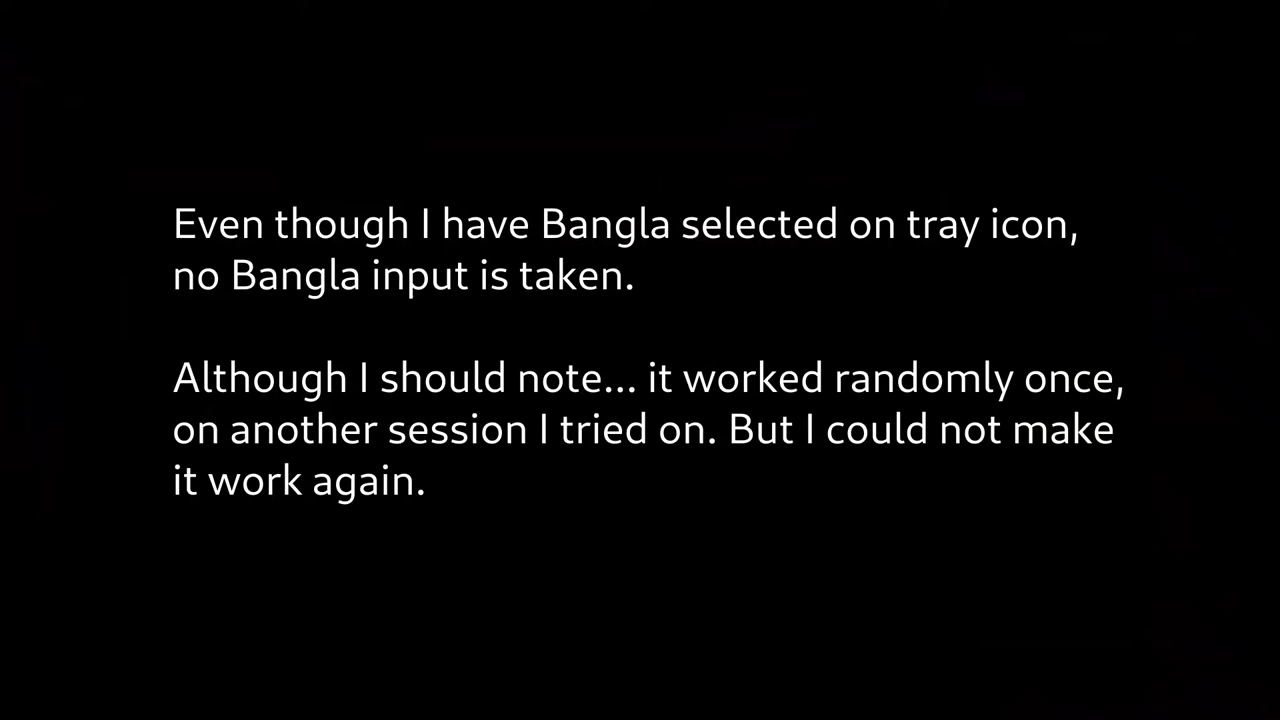 Even though I have Bangla selected on tray icon,
no Bangla input is taken.
Although I should note... it worked randomly once,
on another session I tried on. But I could not make
it work again.